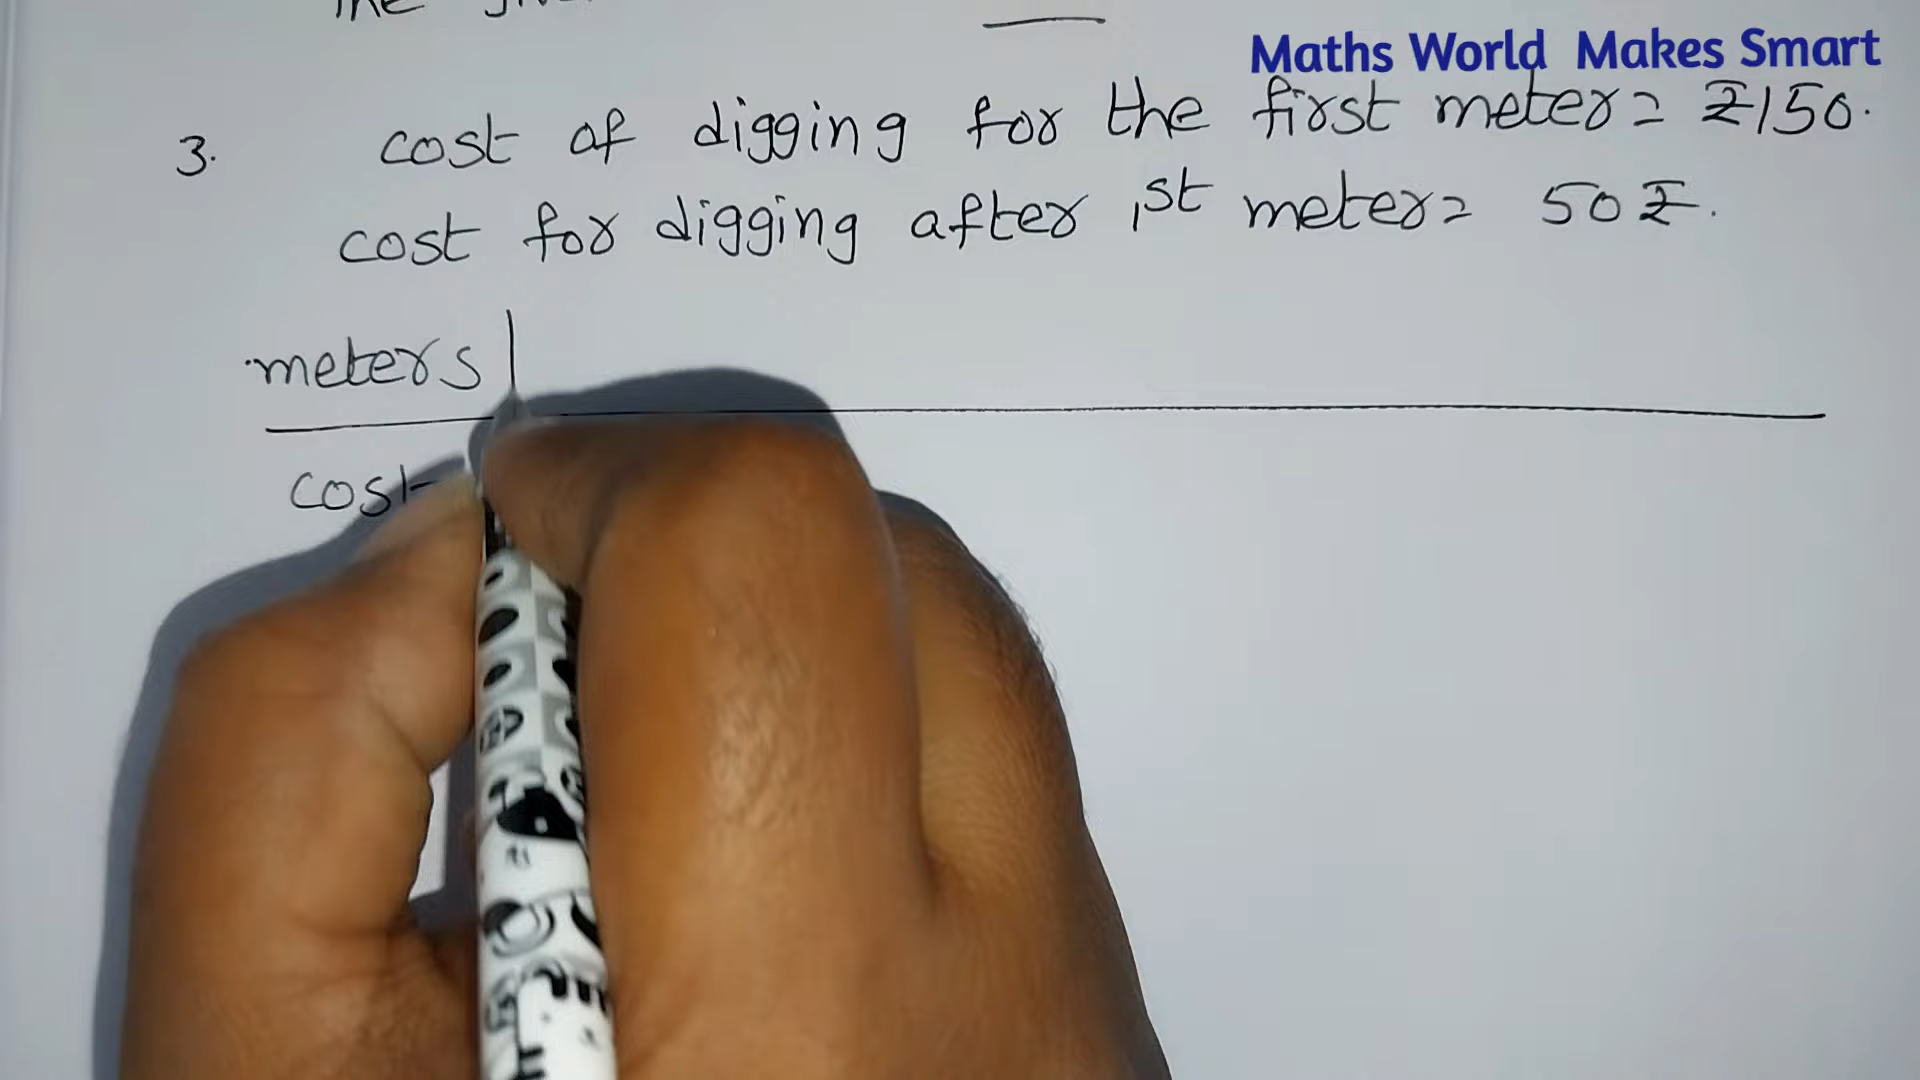 Maths World Makes Smart
3. cost of digging for the first meter = ₹150.
cost for digging after 1st meter = 50 ₹.
meters
cost